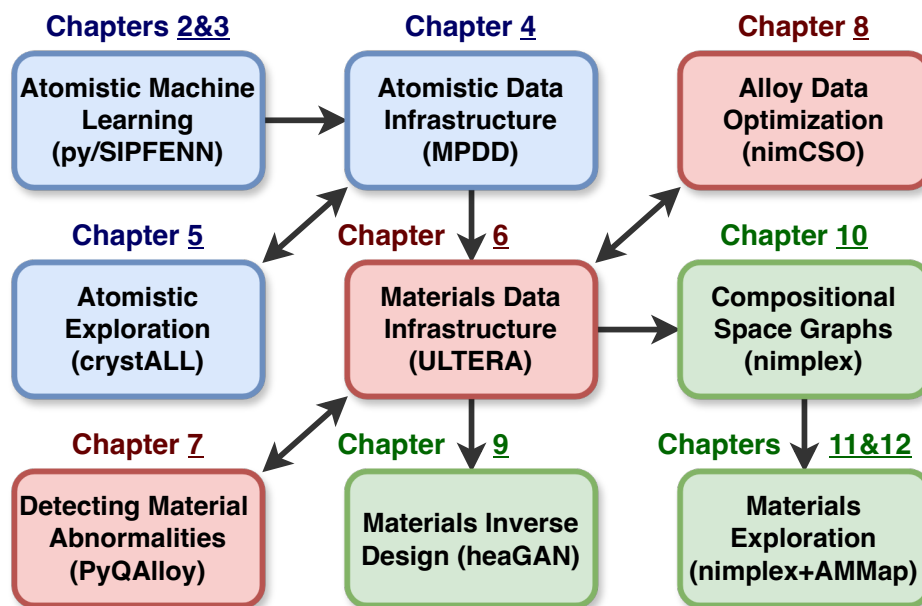 Chapters 2&3
Atomistic Machine
Learning
(py/SIPFENN)
Chapter 4
Atomistic Data
Infrastructure
(MPDD)
Chapter 8
Alloy Data
Optimization
(nimCSO)
Chapter 5
Atomistic
Exploration
(crystALL)
Chapter 6
Materials Data
Infrastructure
(ULTERA)
Chapter 10
Compositional
Space Graphs
(nimplex)
Chapter 7
Detecting Material
Abnormalities
(PyQAlloy)
Chapter 9
Materials Inverse
Design (heaGAN)
Chapters 11&12
Materials
Exploration
(nimplex+AMMap)